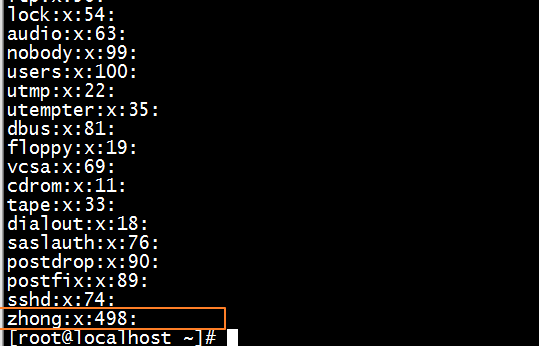 lock:x:54:
audio:x:63:
nobody:x:99:
users:x:100:
utmp:x:22:
utempter:x:35:
dbus:x:81:
floppy:x:19:
vcsa:x:69:
cdrom:x:11:
tape:x:33:
dialout:x:18:
saslauth:x:76:
postdrop:x:90:
postfix:x:89:
sshd:x:74:
zhong:x:498:
[root@localhost ~]#